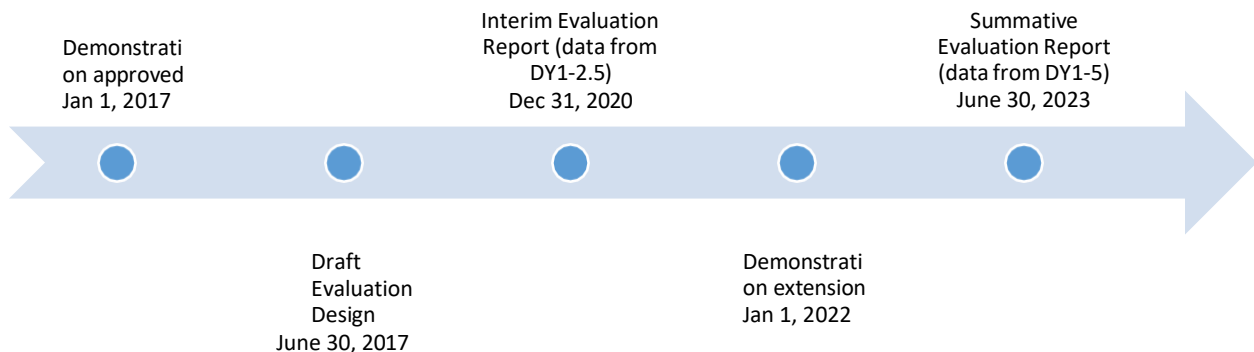 Demonstrati
on approved
Jan 1, 2017
Draft
Evaluation
Design
June 30, 2017
Interim Evaluation
Report (data from
DY1-2.5)
Dec 31, 2020
Demonstrati
on extension
Jan 1, 2022
Summative
Evaluation Report
(data from DY1-5)
June 30, 2023